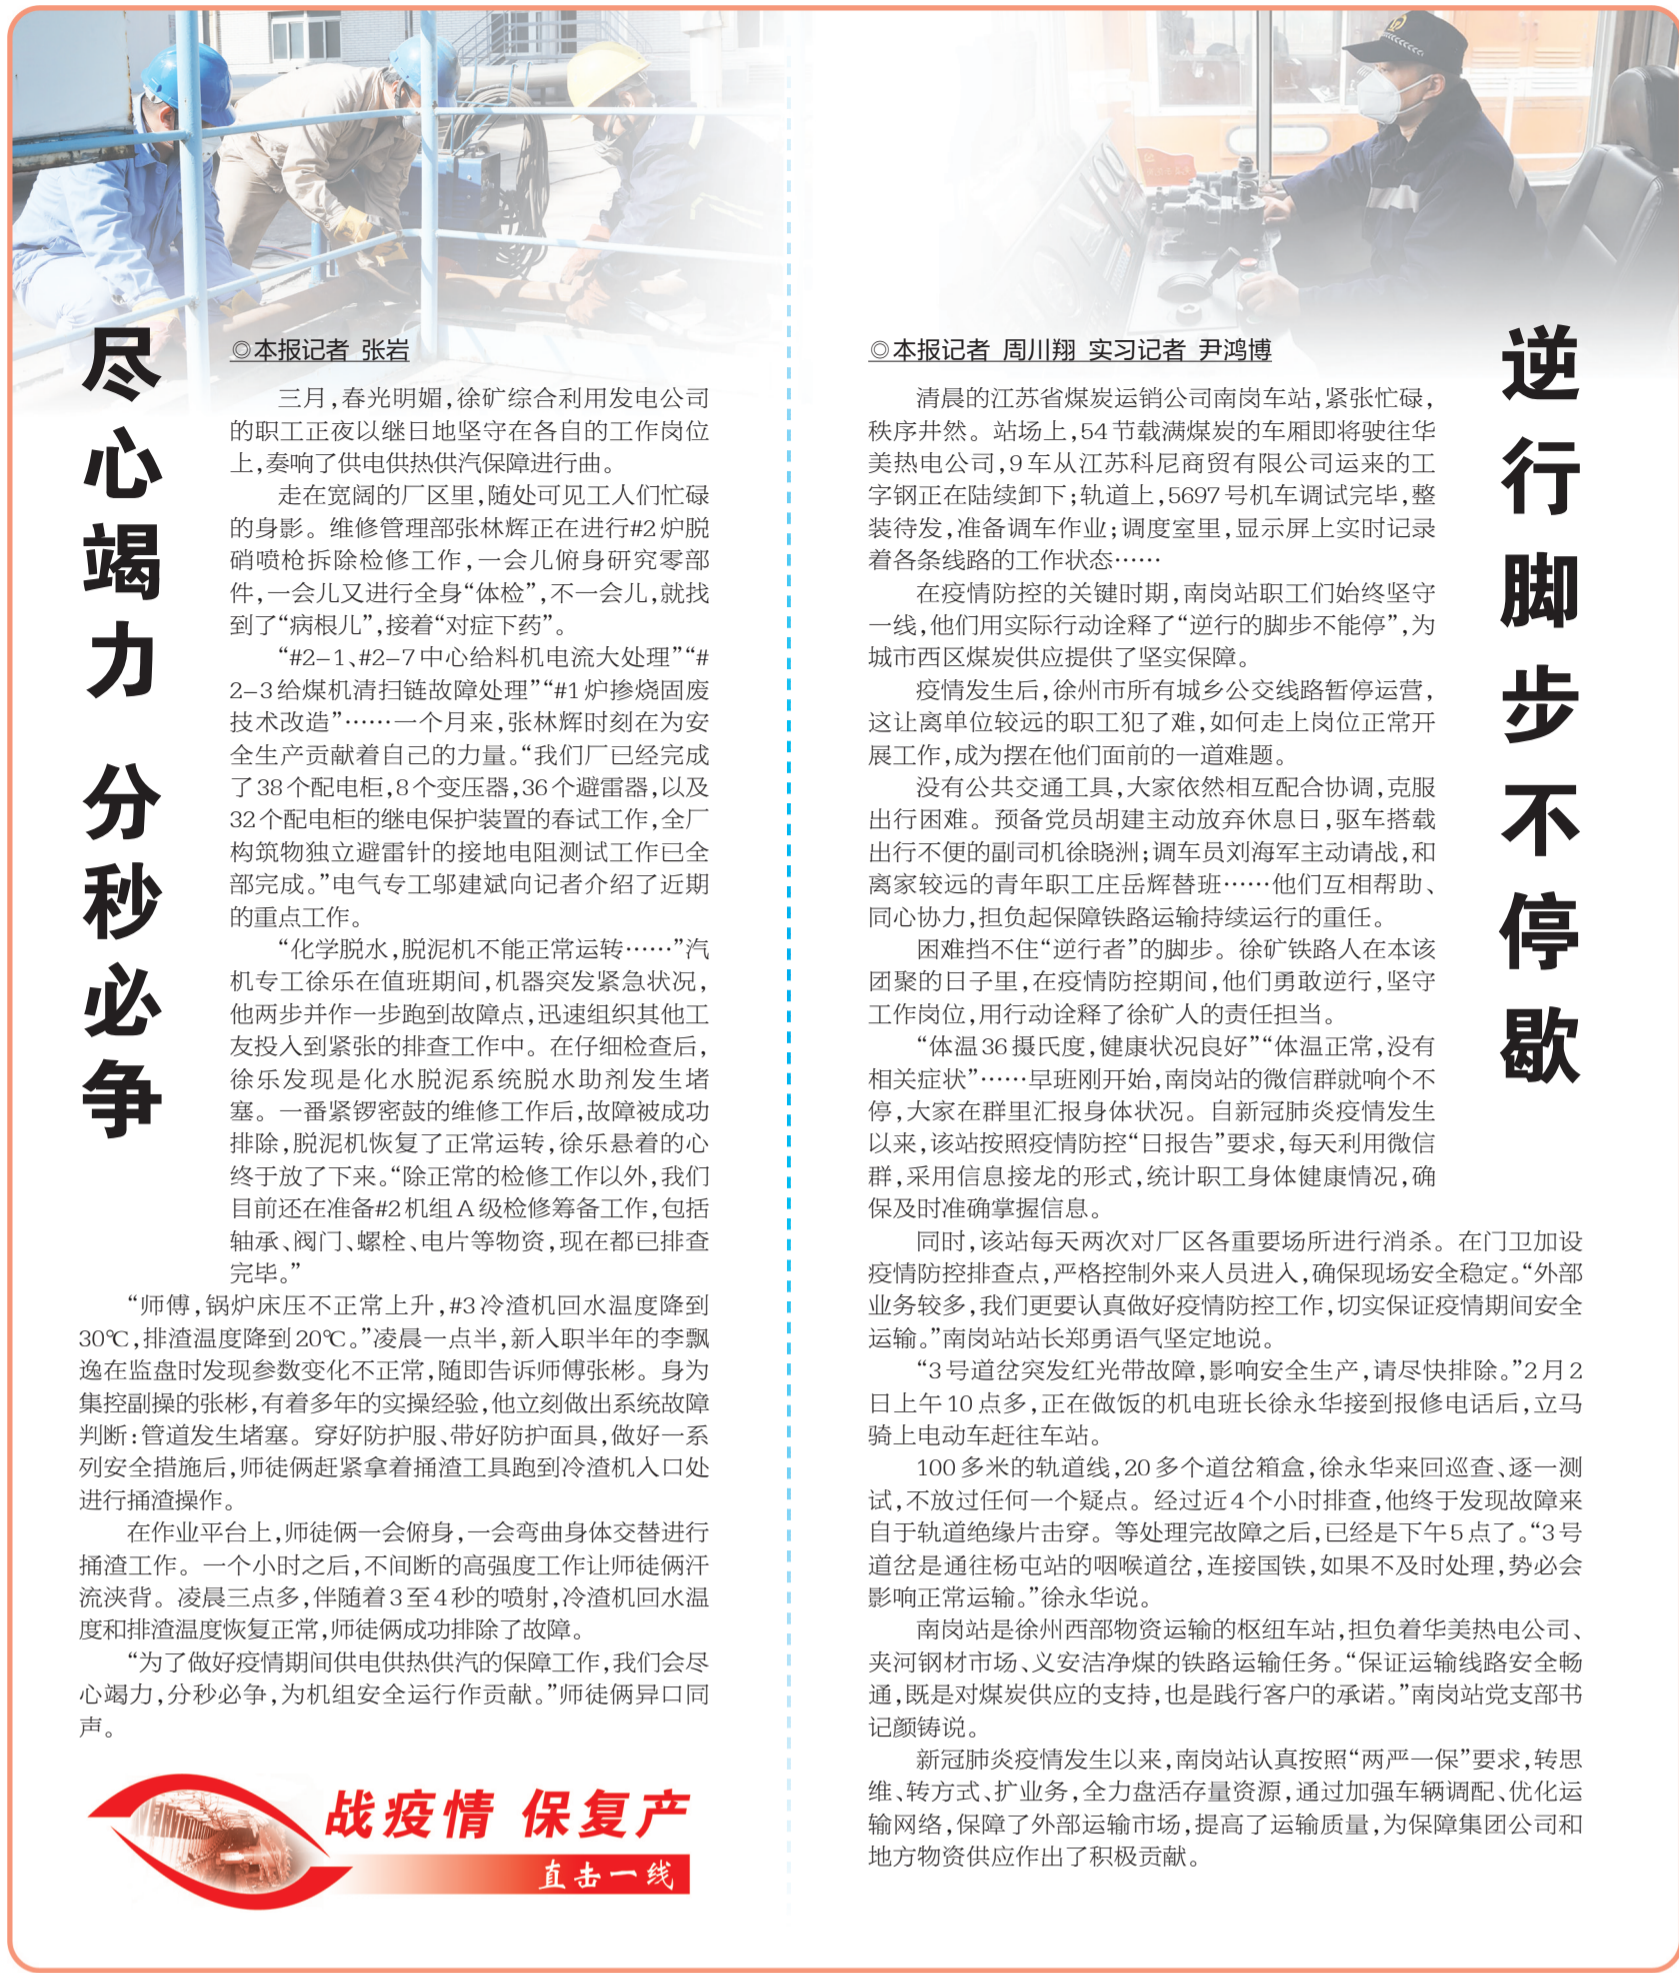 尽心竭力 分秒必争
◎本报记者 张岩
三月,春光明媚,徐矿综合利用发电公司
的职工正夜以继日地坚守在各自的工作岗位
上,奏响了供电供热供汽保障进行曲。
走在宽阔的厂区里,随处可见工人们忙碌
的身影。维修管理部张林辉正在进行#2炉脱
硝喷枪拆除检修工作,一会儿俯身研究零部
件,一会儿又进行全身“体检”,不一会儿,就找
到了“病根儿”,接着“对症下药”。
“#2-1、#2-7中心给料机电流大处理”“#
2-3给煤机清扫链故障处理”“#1炉掺烧固废
技术改造”……一个月来,张林辉时刻在为安
全生产贡献着自己的力量。“我们厂已经完成
了38个配电柜,8个变压器,36个避雷器,以及
32个配电柜的继电保护装置的春试工作,全厂
构筑物独立避雷针的接地电阻测试工作已全
部完成。”电气专工邬建斌向记者介绍了近期
的重点工作。
“化学脱水,脱泥机不能正常运转……”汽
机专工徐乐在值班期间,机器突发紧急状况,
他两步并作一步跑到故障点,迅速组织其他工
友投入到紧张的排查工作中。在仔细检查后,
徐乐发现是化水脱泥系统脱水助剂发生堵
塞。一番紧锣密鼓的维修工作后,故障被成功
排除,脱泥机恢复了正常运转,徐乐悬着的心
终于放了下来。“除正常的检修工作以外,我们
目前还在准备#2机组A级检修筹备工作,包括
轴承、阀门、螺栓、电片等物资,现在都已排查
完毕。”
“师傅,锅炉床压不正常上升,#3冷渣机回水温度降到
30℃,排渣温度降到20℃。”凌晨一点半,新入职半年的李飘
逸在监盘时发现参数变化不正常,随即告诉师傅张彬。身为
集控副操的张彬,有着多年的实操经验,他立刻做出系统故障
判断:管道发生堵塞。穿好防护服、带好防护面具,做好一系
列安全措施后,师徒俩赶紧拿着捅渣工具跑到冷渣机入口处
进行捅渣操作。
在作业平台上,师徒俩一会俯身,一会弯曲身体交替进行
捅渣工作。一个小时之后,不间断的高强度工作让师徒俩汗
流浃背。凌晨三点多,伴随着3至4秒的喷射,冷渣机回水温
度和排渣温度恢复正常,师徒俩成功排除了故障。
“为了做好疫情期间供电供热供汽的保障工作,我们会尽
心竭力,分秒必争,为机组安全运行作贡献。”师徒俩异口同
声。
战疫情 保复产
直击一线
逆行脚步不停歇
◎本报记者 周川翔 实习记者 尹鸿博
清晨的江苏省煤炭运销公司南岗车站,紧张忙碌,
秩序井然。站场上,54节载满煤炭的车厢即将驶往华
美热电公司,9车从江苏科尼商贸有限公司运来的工
字钢正在陆续卸下;轨道上,5697号机车调试完毕,整
装待发,准备调车作业;调度室里,显示屏上实时记录
着各条线路的工作状态……
在疫情防控的关键时期,南岗站职工们始终坚守
一线,他们用实际行动诠释了“逆行的脚步不能停”,为
城市西区煤炭供应提供了坚实保障。
疫情发生后,徐州市所有城乡公交线路暂停运营,
这让离单位较远的职工犯了难,如何走上岗位正常开
展工作,成为摆在他们面前的一道难题。
没有公共交通工具,大家依然相互配合协调,克服
出行困难。预备党员胡建主动放弃休息日,驱车搭载
出行不便的副司机徐晓洲;调车员刘海军主动请战,和
离家较远的青年职工庄岳辉替班……他们互相帮助、
同心协力,担负起保障铁路运输持续运行的重任。
困难挡不住“逆行者”的脚步。徐矿铁路人在本该
团聚的日子里,在疫情防控期间,他们勇敢逆行,坚守
工作岗位,用行动诠释了徐矿人的责任担当。
“体温36摄氏度,健康状况良好”“体温正常,没有
相关症状”……早班刚开始,南岗站的微信群就响个不
停,大家在群里汇报身体状况。自新冠肺炎疫情发生
以来,该站按照疫情防控“日报告”要求,每天利用微信
群,采用信息接龙的形式,统计职工身体健康情况,确
保及时准确掌握信息。
同时,该站每天两次对厂区各重要场所进行消杀。在门卫加设
疫情防控排查点,严格控制外来人员进入,确保现场安全稳定。“外部
业务较多,我们更要认真做好疫情防控工作,切实保证疫情期间安全
运输。”南岗站站长郑勇语气坚定地说。
“3号道岔突发红光带故障,影响安全生产,请尽快排除。”2月2
日上午10点多,正在做饭的机电班长徐永华接到报修电话后,立马
骑上电动车赶往车站。
100多米的轨道线,20多个道岔箱盒,徐永华来回巡查、逐一测
试,不放过任何一个疑点。经过近4个小时排查,他终于发现故障来
自于轨道绝缘片击穿。等处理完故障之后,已经是下午5点了。“3号
道岔是通往杨屯站的咽喉道岔,连接国铁,如果不及时处理,势必会
影响正常运输。”徐永华说。
南岗站是徐州西部物资运输的枢纽车站,担负着华美热电公司、
夹河钢材市场、义安洁净煤的铁路运输任务。“保证运输线路安全畅
通,既是对煤炭供应的支持,也是践行客户的承诺。”南岗站党支部书
记颜铸说。
新冠肺炎疫情发生以来,南岗站认真按照“两严一保”要求,转思
维、转方式、扩业务,全力盘活存量资源,通过加强车辆调配、优化运
输网络,保障了外部运输市场,提高了运输质量,为保障集团公司和
地方物资供应作出了积极贡献。